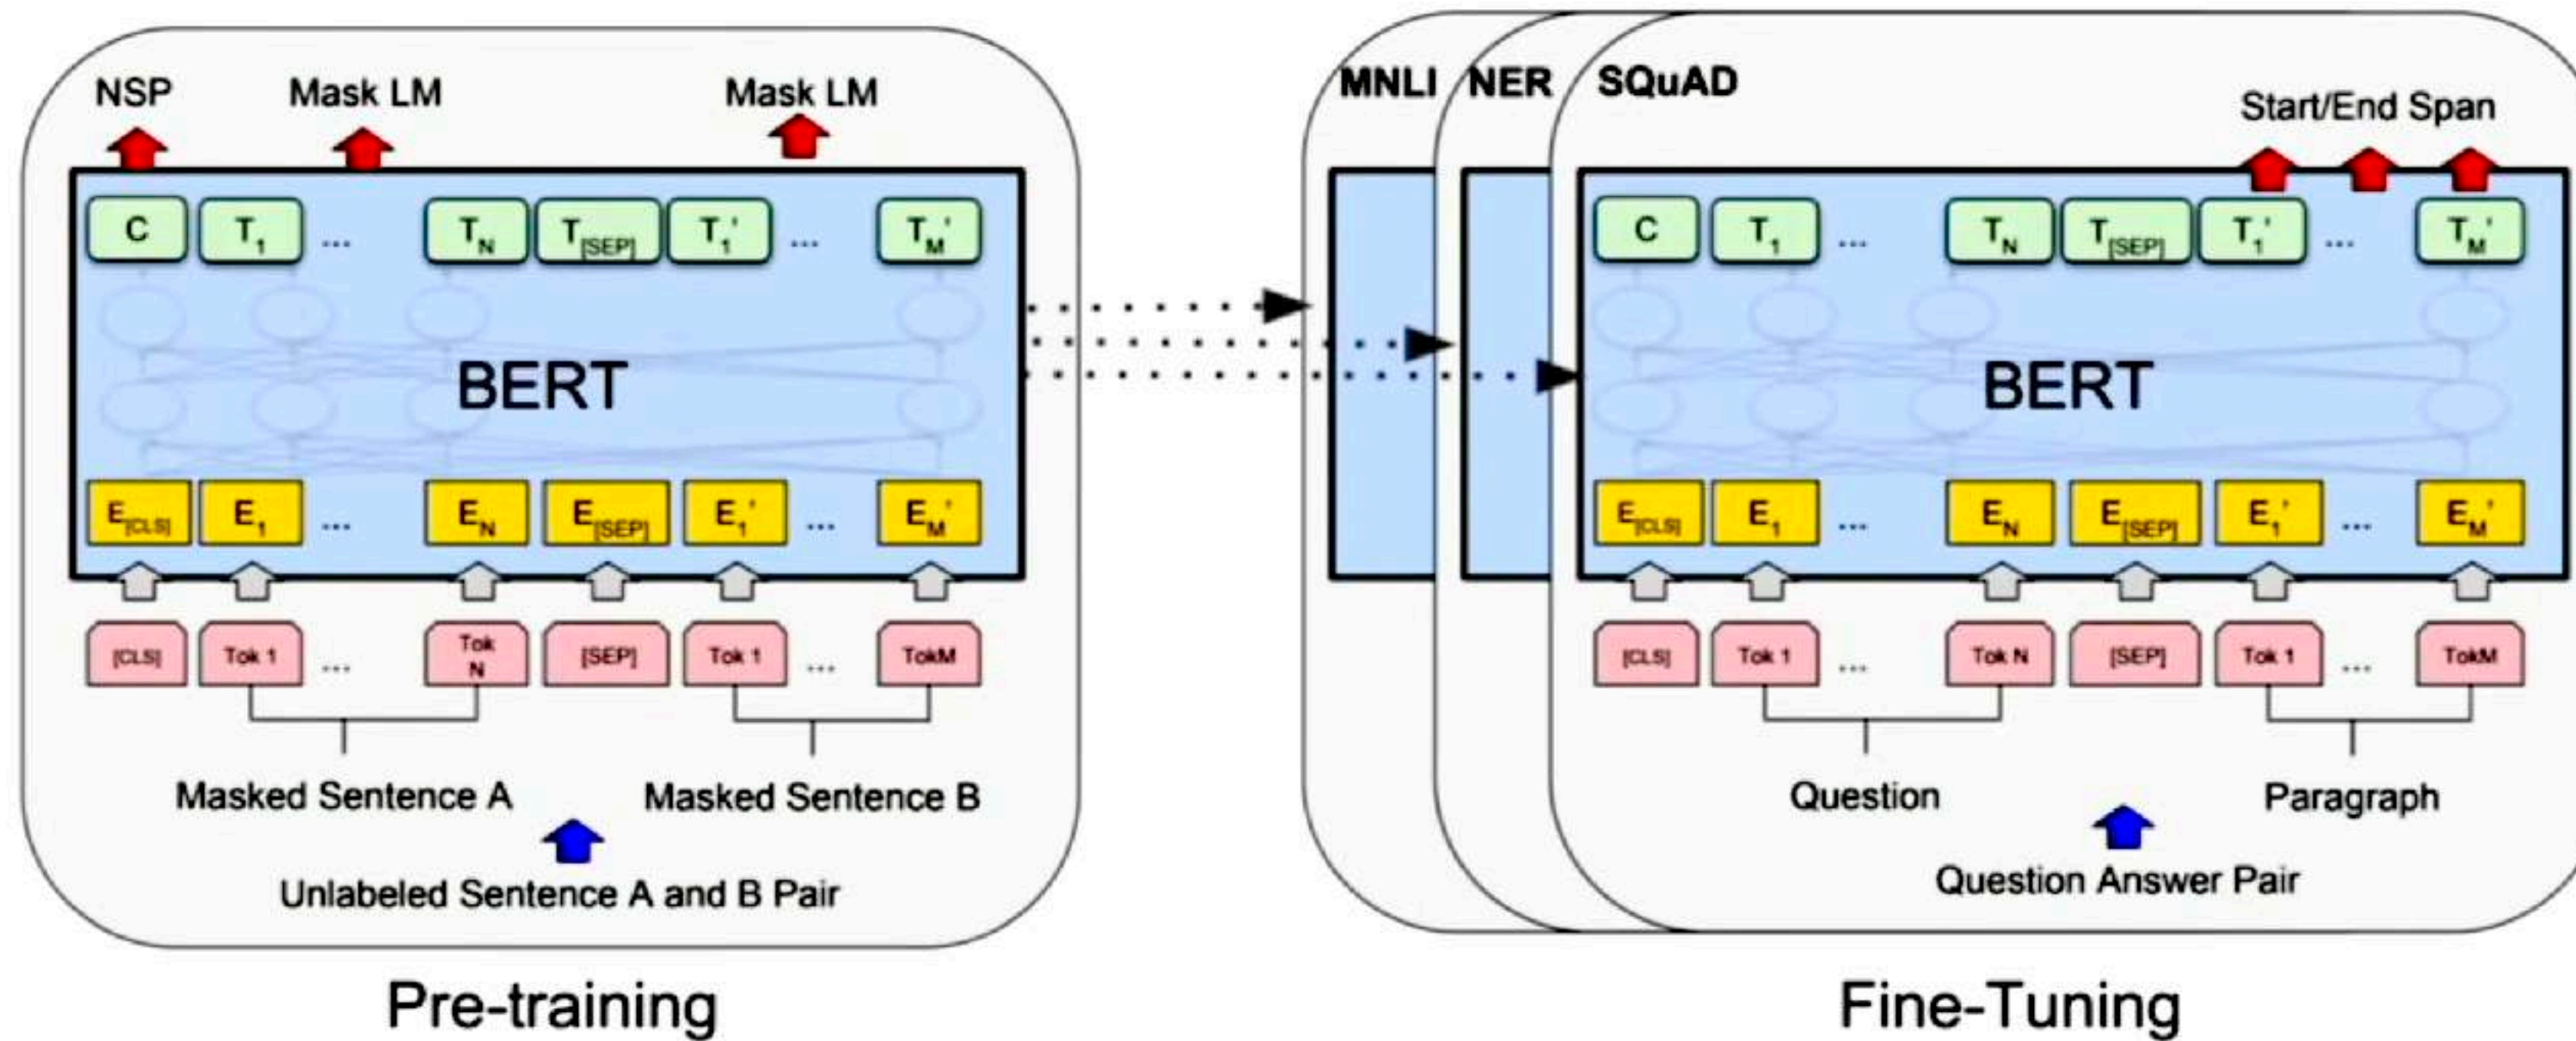 NSP Mask LM Mask LM
C T1 ... TN T[SEP] T1' ... TM'
BERT
E[CLS] E1 ... EN E[SEP] E1' ... EM'
[CLS] Tok 1 ... Tok N [SEP] Tok 1 ... TokM
Masked Sentence A Masked Sentence B
Unlabeled Sentence A and B Pair
Pre-training
MNLI NER SQuAD
Start/End Span
C T1 ... TN T[SEP] T1' ... TM'
BERT
E[CLS] E1 ... EN E[SEP] E1' ... EM'
[CLS] Tok 1 ... Tok N [SEP] Tok 1 ... TokM
Question Paragraph
Question Answer Pair
Fine-Tuning